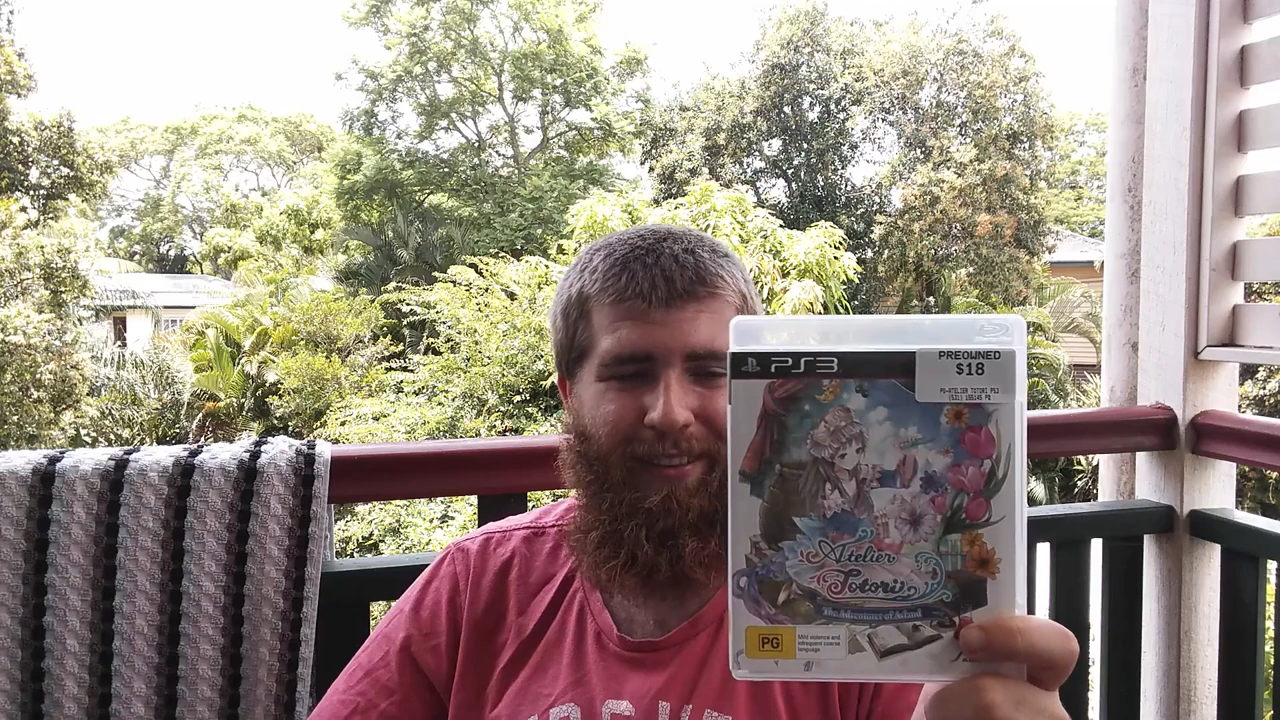 PS3
PREOWNED
$18
PO-ATELIER TOTORI PS3
Atelier
Totori
The Adventurer of Arland
PG
Mild violence and
infrequent coarse
language